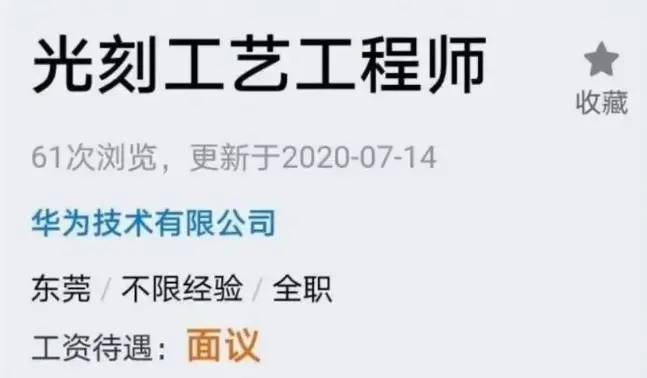 光刻工艺工程师
收藏
61次浏览，更新于2020-07-14
华为技术有限公司
东莞 / 不限经验 / 全职
工资待遇：面议